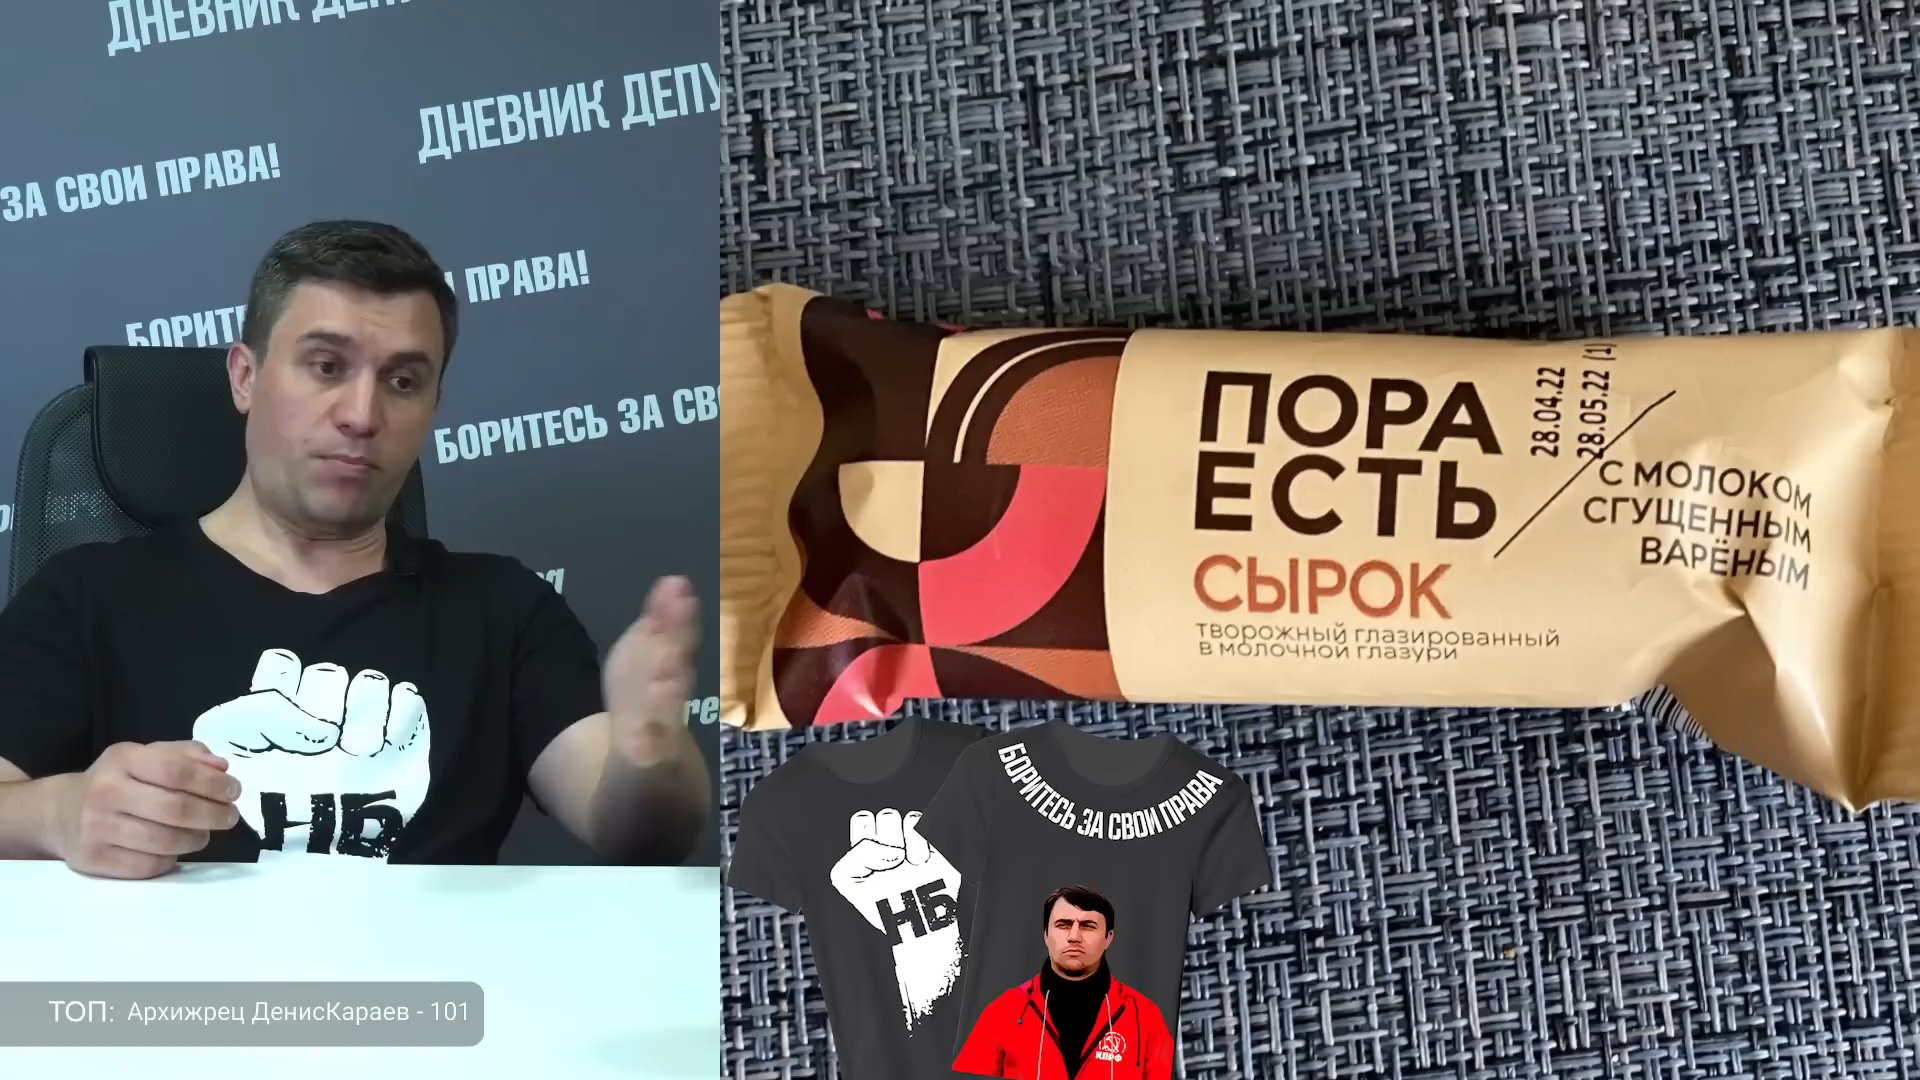 ДНЕВНИК ДЕПУ
ДНЕВНИК ДЕПУ
ЗА СВОИ ПРАВА!
ПРАВА!
БОРИТ
БОРИТЕСЬ ЗА СВО
НБ
ТОП: Архижрец ДенисКараев - 101
ПОРА
ЕСТЬ
СЫРОК
ТВОРОЖНЫЙ ГЛАЗИРОВАННЫЙ
В МОЛОЧНОЙ ГЛАЗУРИ
28.04.22
28.05.22 (1)
С МОЛОКОМ
СГУЩЕННЫМ
ВАРЁНЫМ
БОРИТЕСЬ ЗА СВОИ ПРАВА
НБ
КПРФ